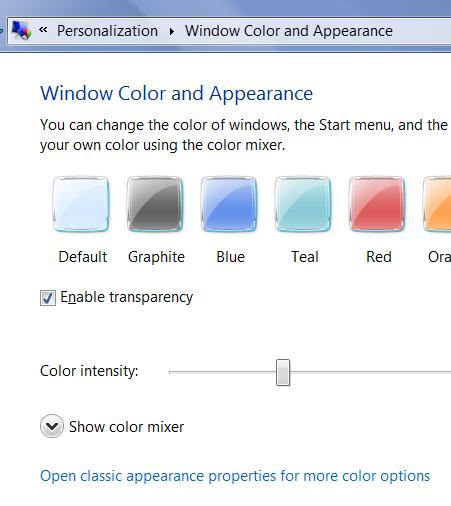 « Personalization ▸ Window Color and Appearance
Window Color and Appearance
You can change the color of windows, the Start menu, and the
your own color using the color mixer.
Default Graphite Blue Teal Red Ora
Enable transparency
Color intensity:
Show color mixer
Open classic appearance properties for more color options